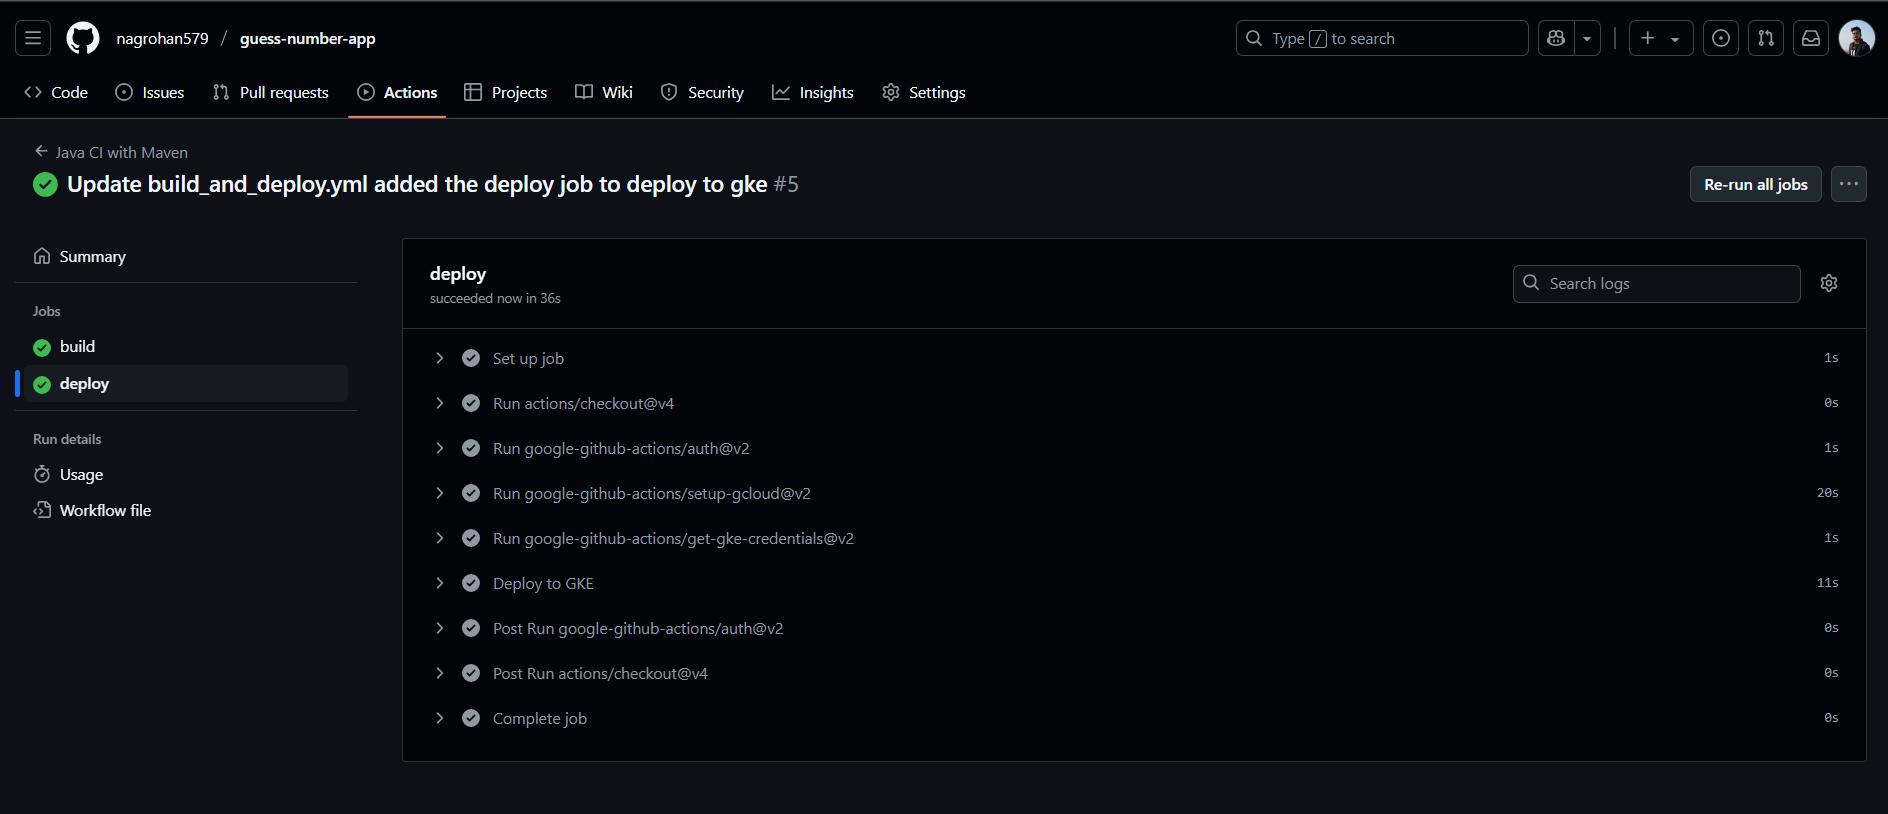 nagrohan579 / guess-number-app
Type / to search
Code Issues Pull requests Actions Projects Wiki Security Insights Settings
Java CI with Maven
Update build_and_deploy.yml added the deploy job to deploy to gke #5
Re-run all jobs
Summary
Jobs
build
deploy
Run details
Usage
Workflow file
deploy
succeeded now in 36s
Search logs
Set up job 1s
Run actions/checkout@v4 0s
Run google-github-actions/auth@v2 1s
Run google-github-actions/setup-gcloud@v2 20s
Run google-github-actions/get-gke-credentials@v2 1s
Deploy to GKE 11s
Post Run google-github-actions/auth@v2 0s
Post Run actions/checkout@v4 0s
Complete job 0s